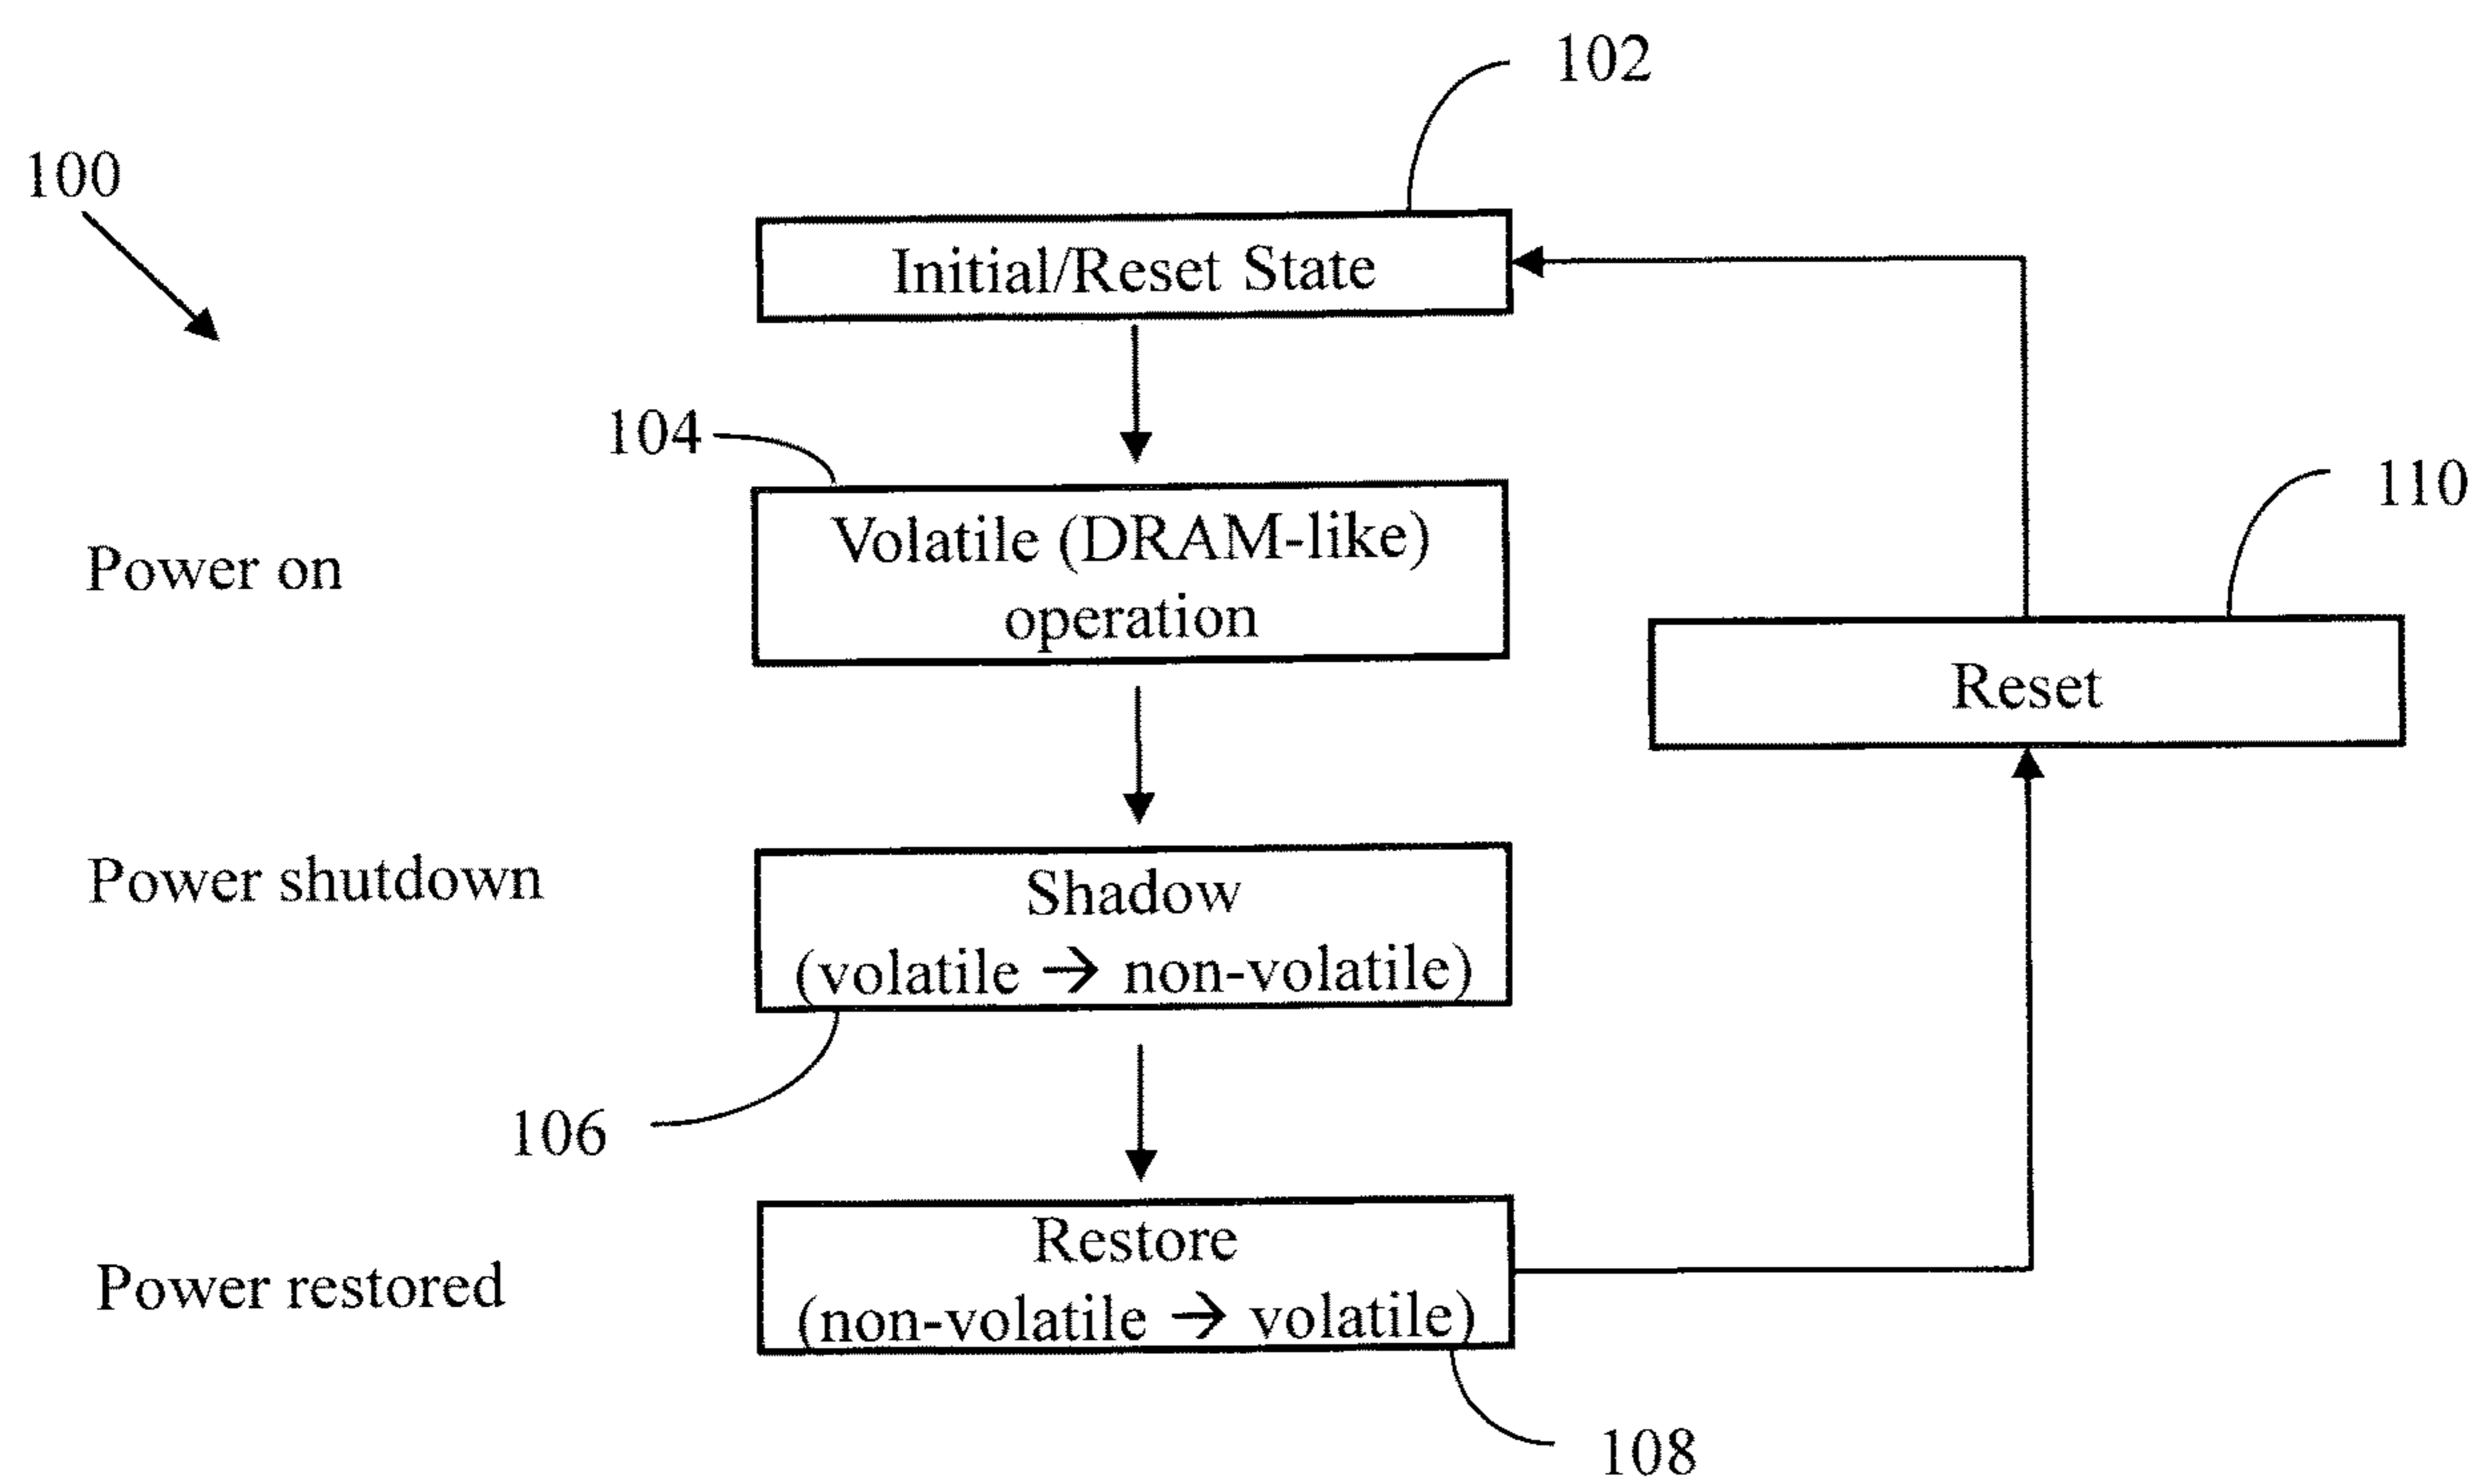 102
100
Initial/Reset State
104
Volatile (DRAM-like)
operation
110
Power on
Reset
Power shutdown
Shadow
(volatile → non-volatile)
106
Restore
(non-volatile → volatile)
Power restored
108